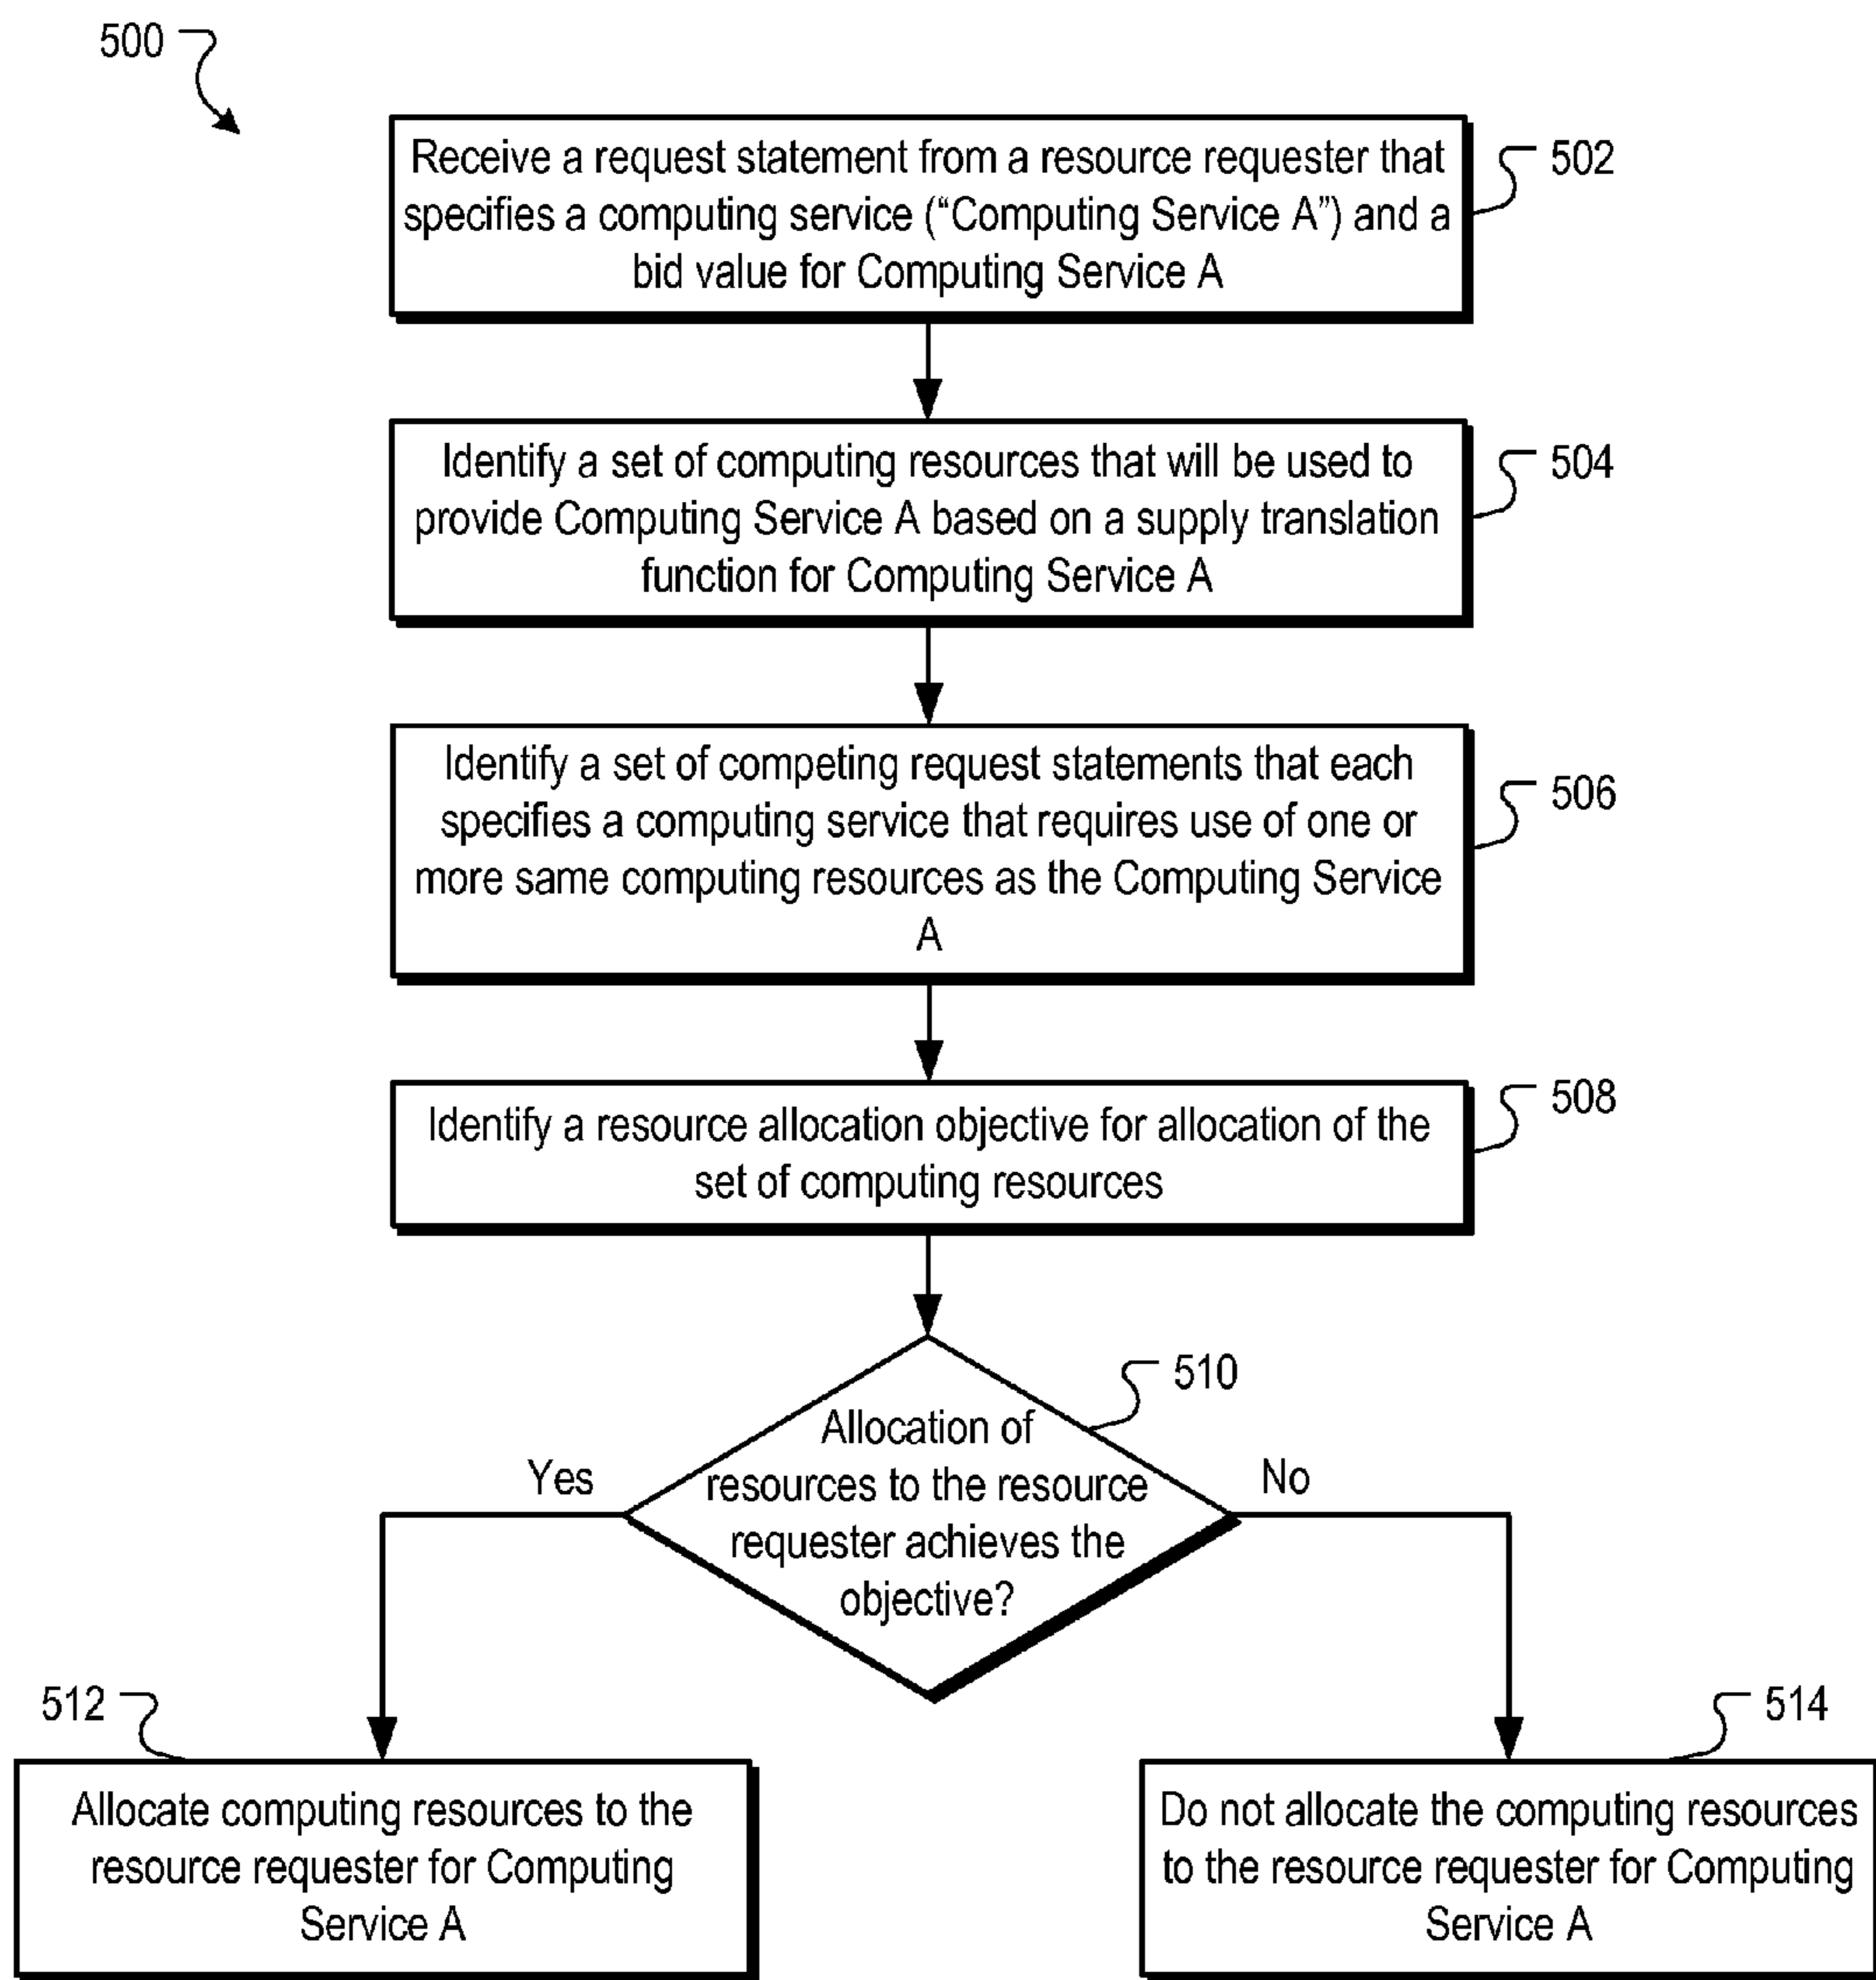 500
Receive a request statement from a resource requester that
specifies a computing service (“Computing Service A”) and a
bid value for Computing Service A
502
Identify a set of computing resources that will be used to
provide Computing Service A based on a supply translation
function for Computing Service A
504
Identify a set of competing request statements that each
specifies a computing service that requires use of one or
more same computing resources as the Computing Service
A
506
Identify a resource allocation objective for allocation of the
set of computing resources
508
510
Allocation of
resources to the resource
requester achieves the
objective?
Yes
No
512
Allocate computing resources to the
resource requester for Computing
Service A
514
Do not allocate the computing resources
to the resource requester for Computing
Service A